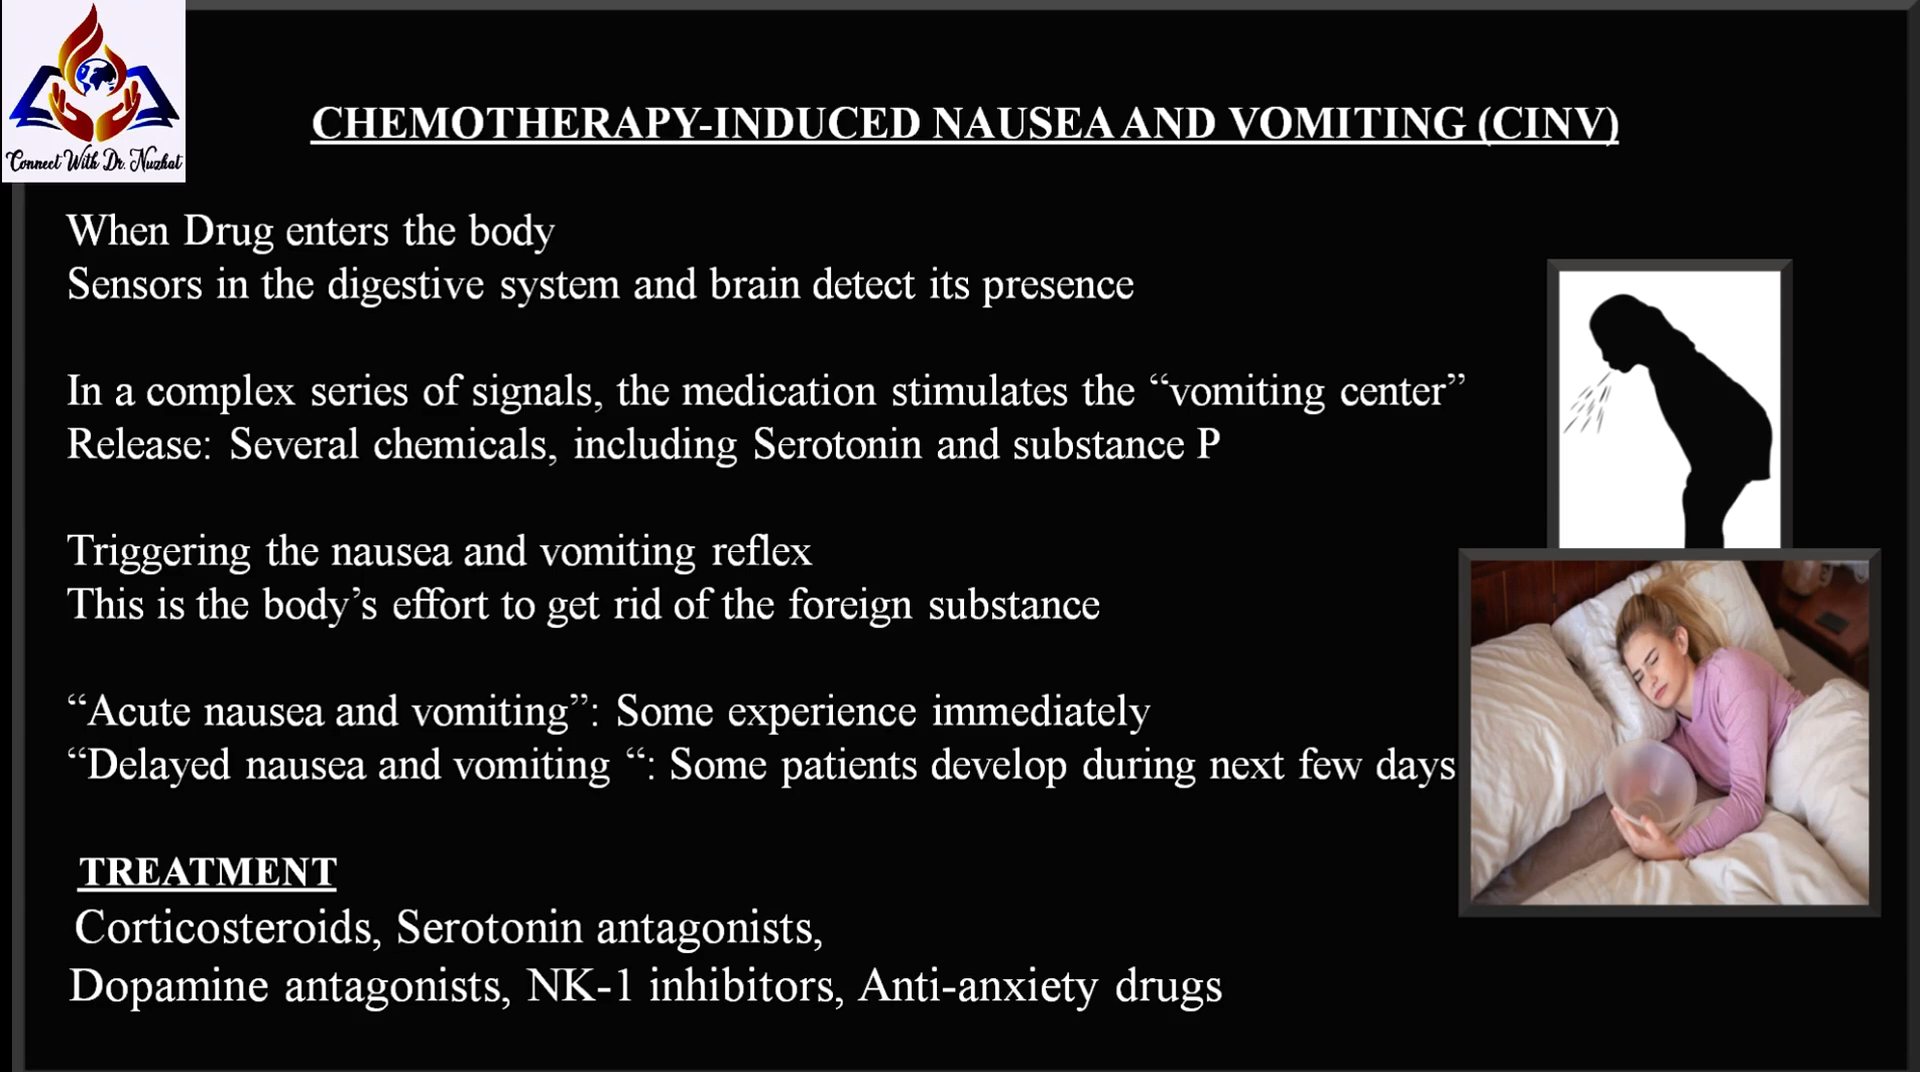 Connect With Dr. Nuzhat
CHEMOTHERAPY-INDUCED NAUSEA AND VOMITING (CINV)
When Drug enters the body
Sensors in the digestive system and brain detect its presence
In a complex series of signals, the medication stimulates the “vomiting center”
Release: Several chemicals, including Serotonin and substance P
Triggering the nausea and vomiting reflex
This is the body’s effort to get rid of the foreign substance
“Acute nausea and vomiting”: Some experience immediately
“Delayed nausea and vomiting “: Some patients develop during next few days
TREATMENT
Corticosteroids, Serotonin antagonists,
Dopamine antagonists, NK-1 inhibitors, Anti-anxiety drugs